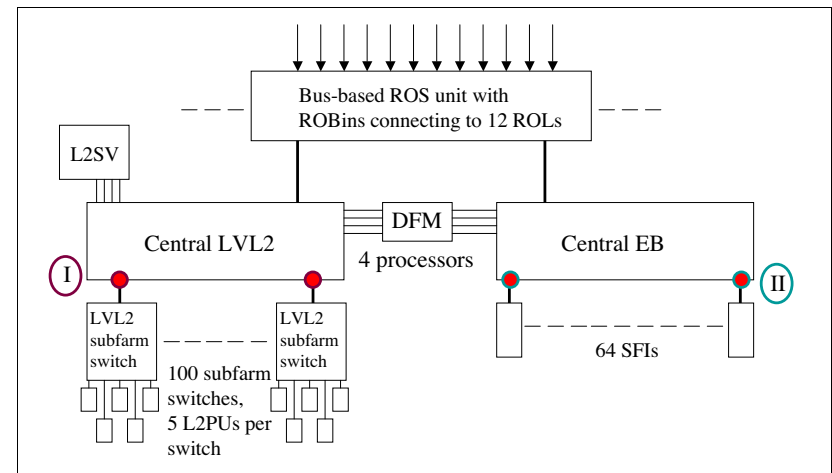 Bus-based ROS unit with
ROBins connecting to 12 ROLs
L2SV
Central LVL2
DFM
Central EB
4 processors
I
II
LVL2
subfarm
switch
LVL2
subfarm
switch
64 SFIs
100 subfarm
switches,
5 L2PUs per
switch